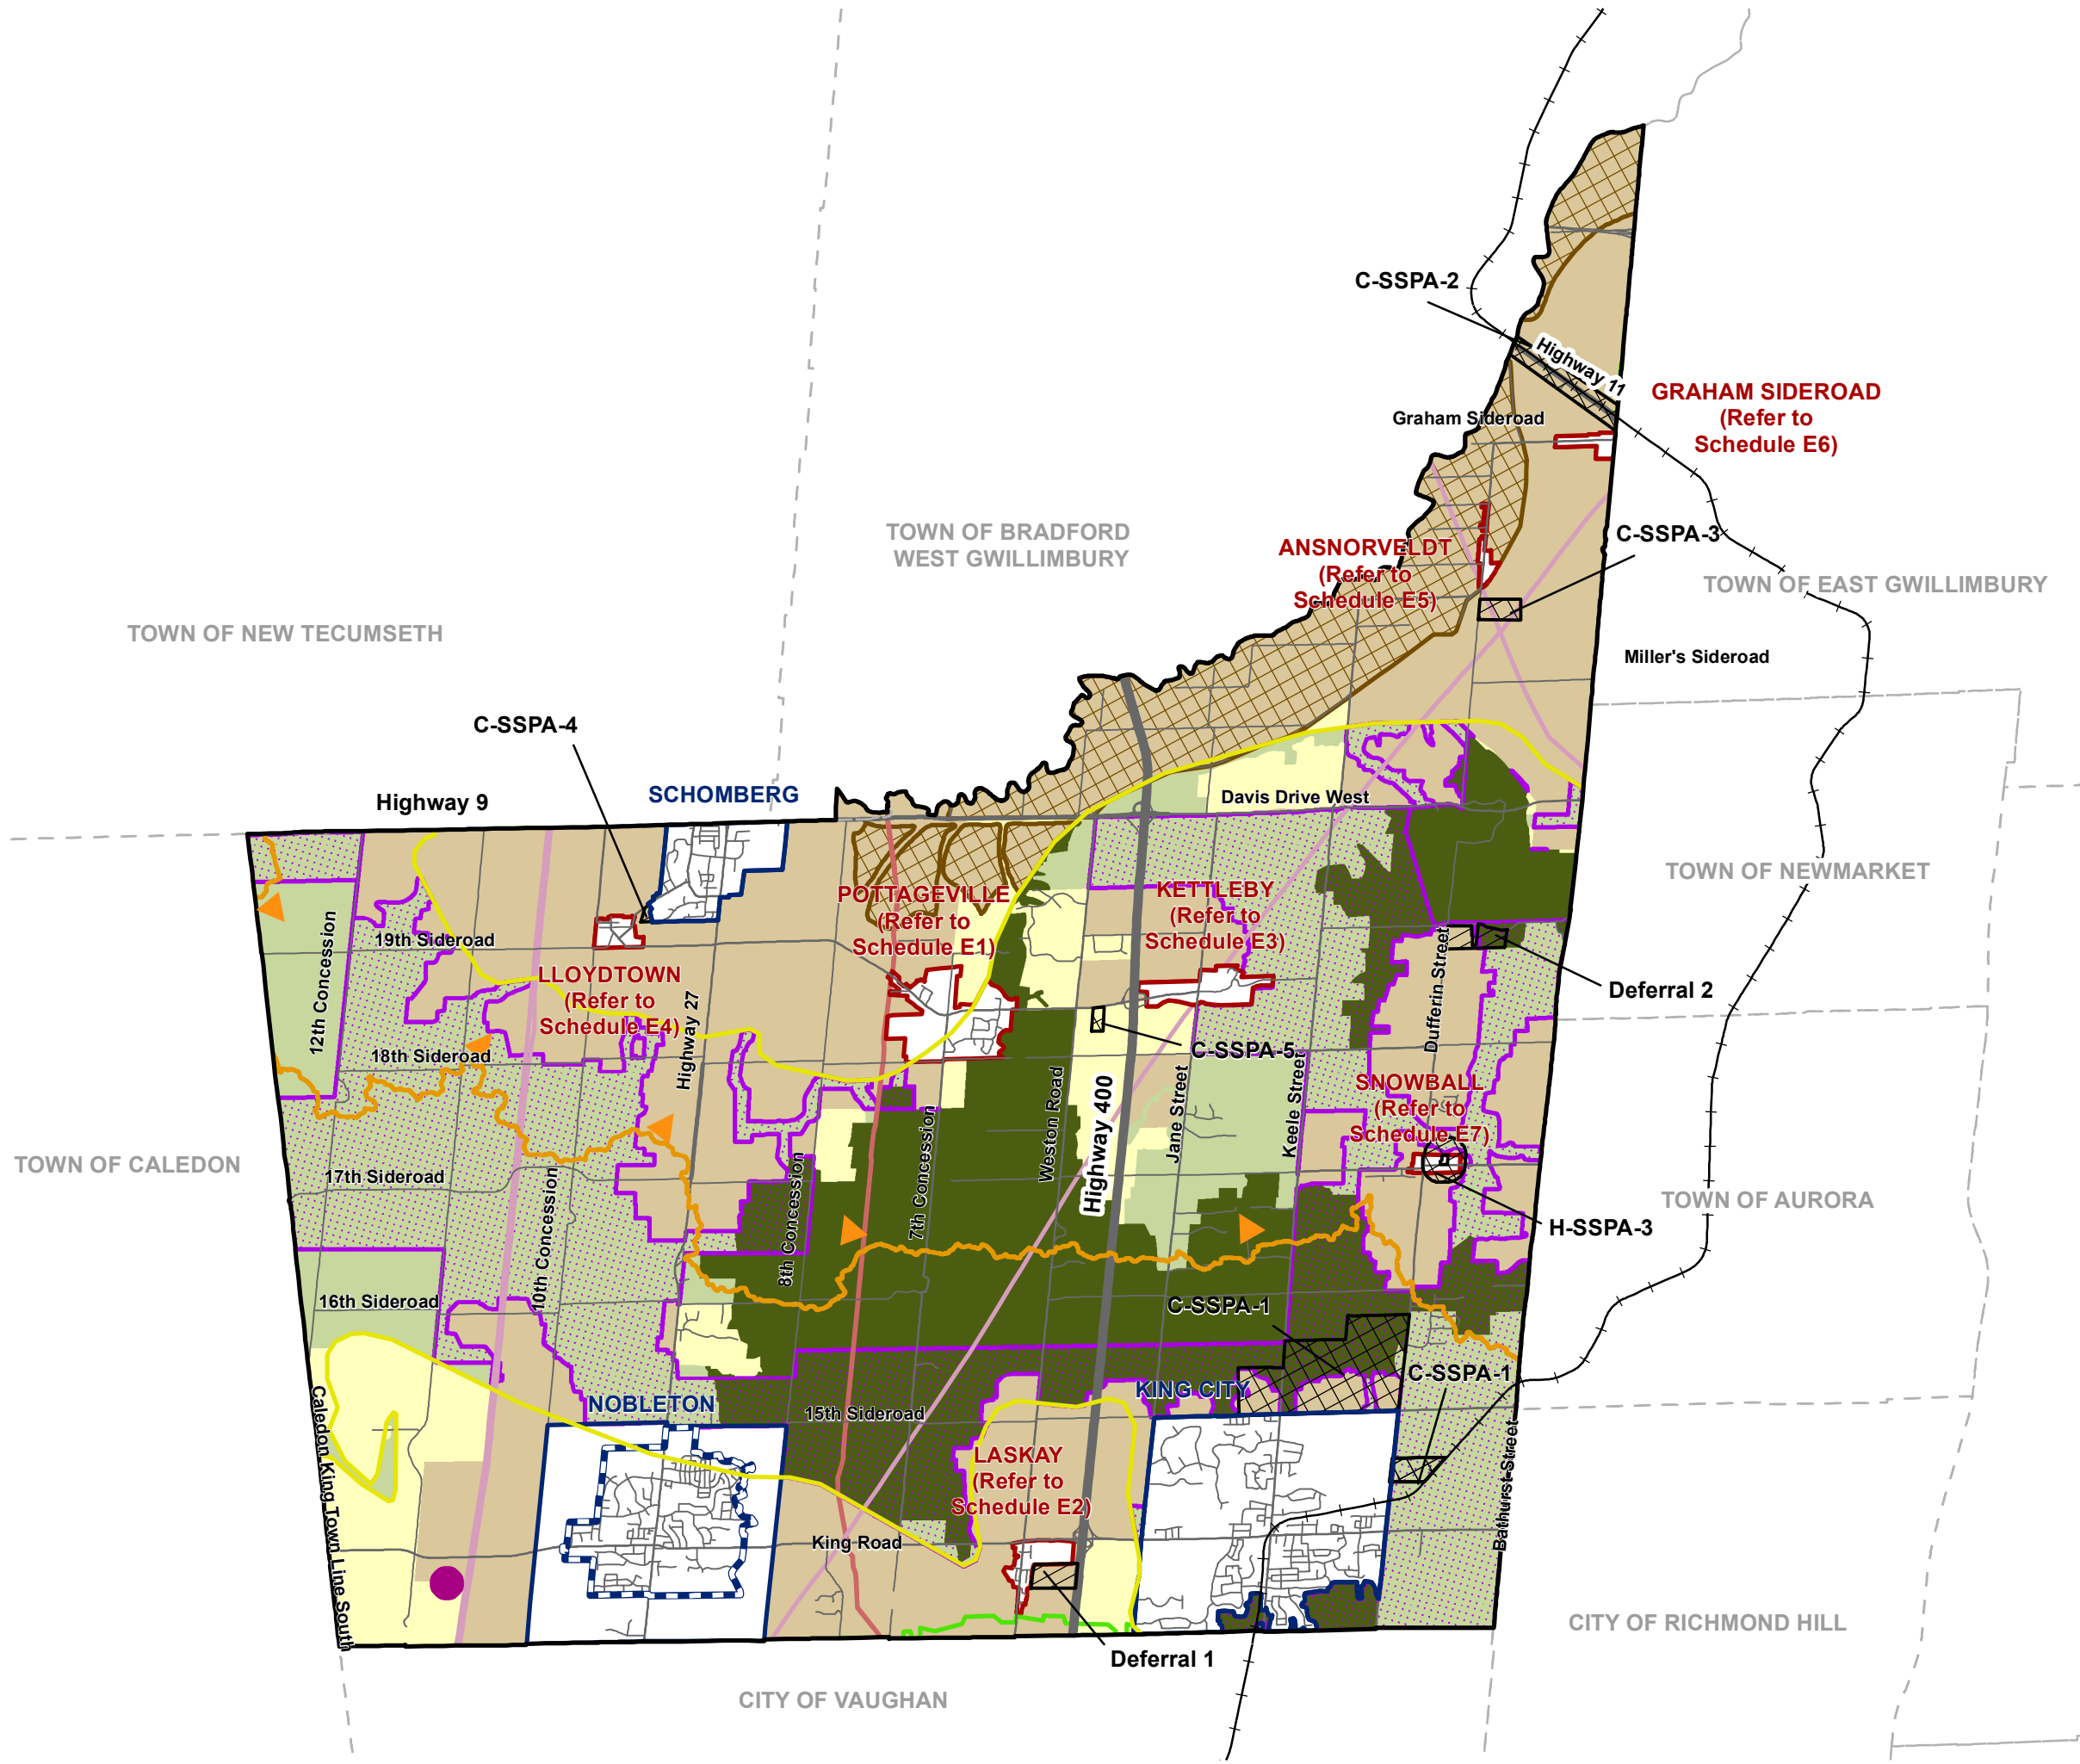 C-SSPA-2
Highway 11
GRAHAM SIDEROAD
(Refer to
Schedule E6)
Graham Sideroad
TOWN OF BRADFORD
WEST GWILLIMBURY
ANSNORVELDT
(Refer to
Schedule E5)
C-SSPA-3
TOWN OF EAST GWILLIMBURY
TOWN OF NEW TECUMSETH
Miller's Sideroad
C-SSPA-4
SCHOMBERG
Highway 9
Davis Drive West
TOWN OF NEWMARKET
POTTAGEVILLE
(Refer to
Schedule E1)
KETTLEBY
(Refer to
Schedule E3)
12th Concession
19th Sideroad
LLOYDTOWN
(Refer to
Schedule E4)
Highway 27
Dufferin Street
Deferral 2
18th Sideroad
C-SSPA-5
Weston Road
Highway 400
Jane Street
Keele Street
SNOWBALL
(Refer to
Schedule E7)
TOWN OF CALEDON
17th Sideroad
10th Concession
8th Concession
7th Concession
TOWN OF AURORA
H-SSPA-3
16th Sideroad
C-SSPA-1
C-SSPA-1
KING CITY
NOBLETON
15th Sideroad
Caledon King Town Line South
LASKAY
(Refer to
Schedule E2)
Bathurst Street
King Road
CITY OF RICHMOND HILL
Deferral 1
CITY OF VAUGHAN